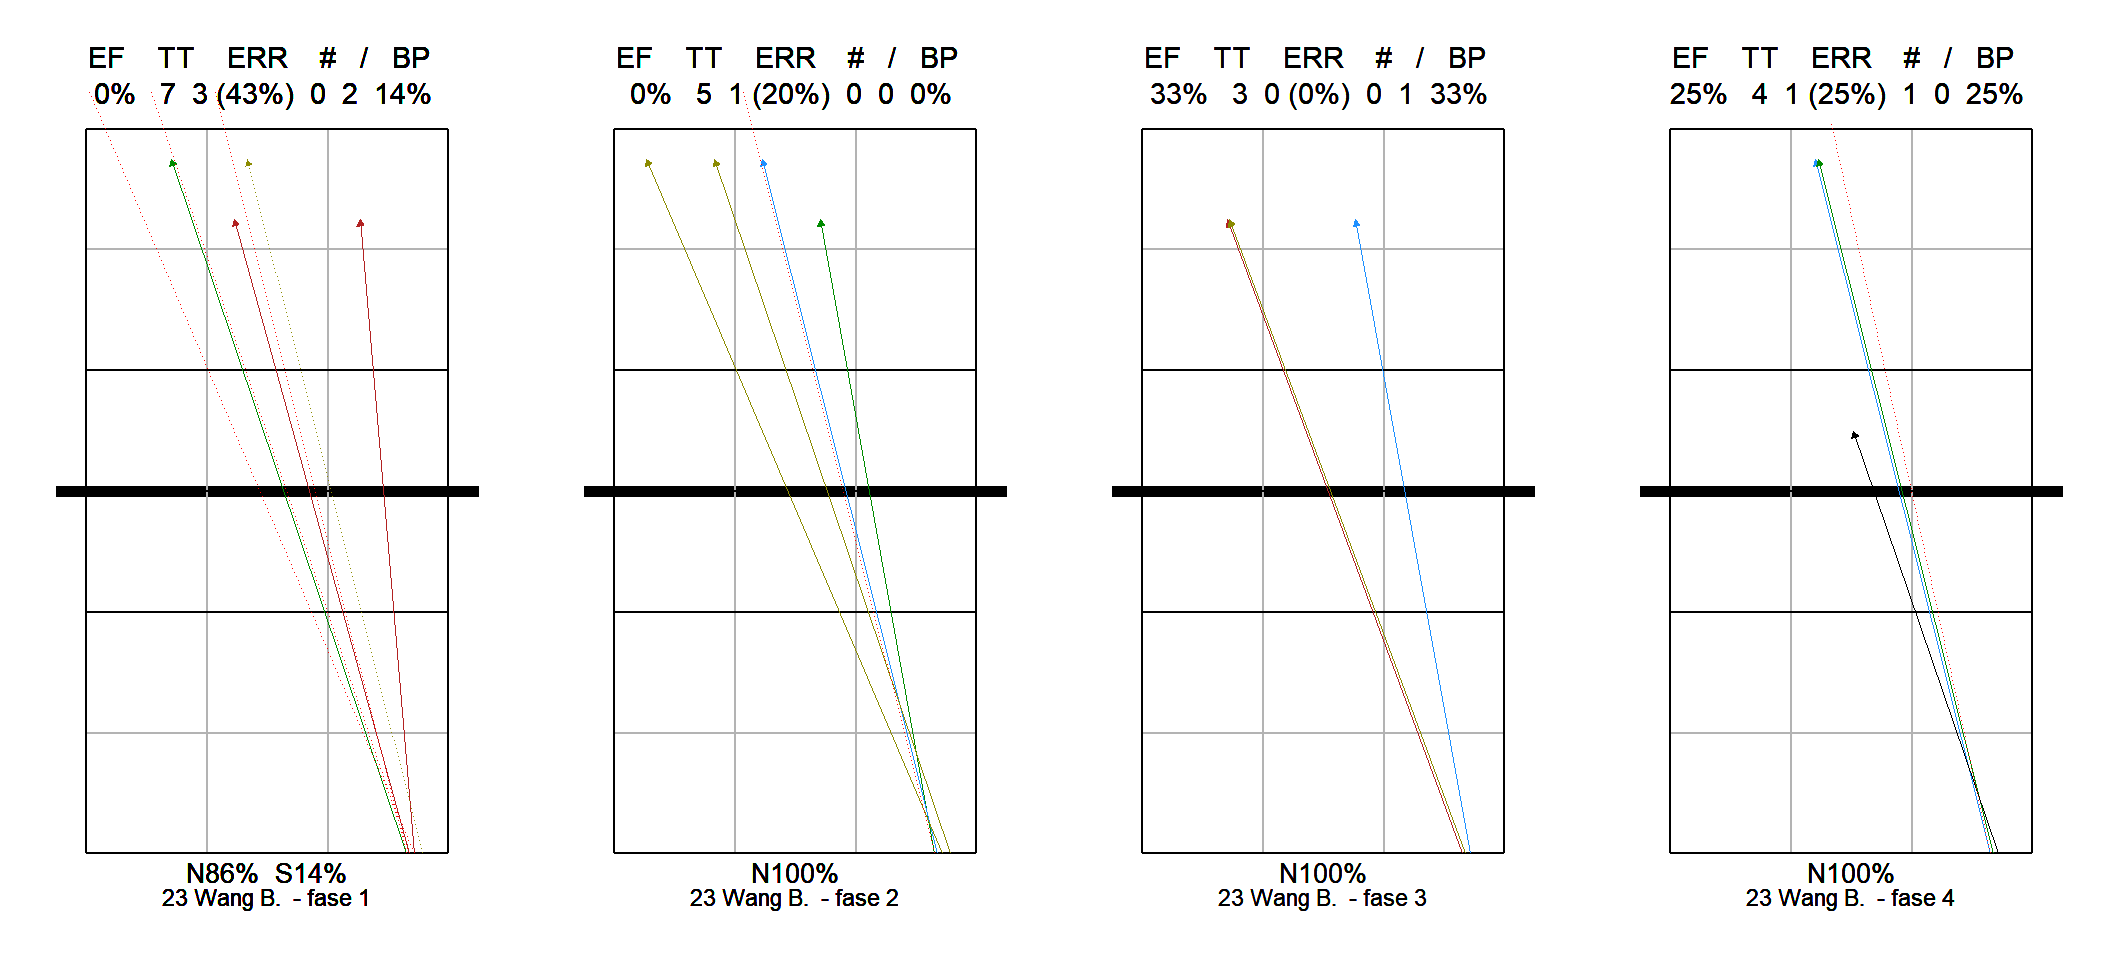 EF TT ERR # / BP
0% 7 3 (43%) 0 2 14%
N86% S14%
23 Wang B. - fase 1
EF TT ERR # / BP
0% 5 1 (20%) 0 0 0%
N100%
23 Wang B. - fase 2
EF TT ERR # / BP
33% 3 0 (0%) 0 1 33%
N100%
23 Wang B. - fase 3
EF TT ERR # / BP
25% 4 1 (25%) 1 0 25%
N100%
23 Wang B. - fase 4